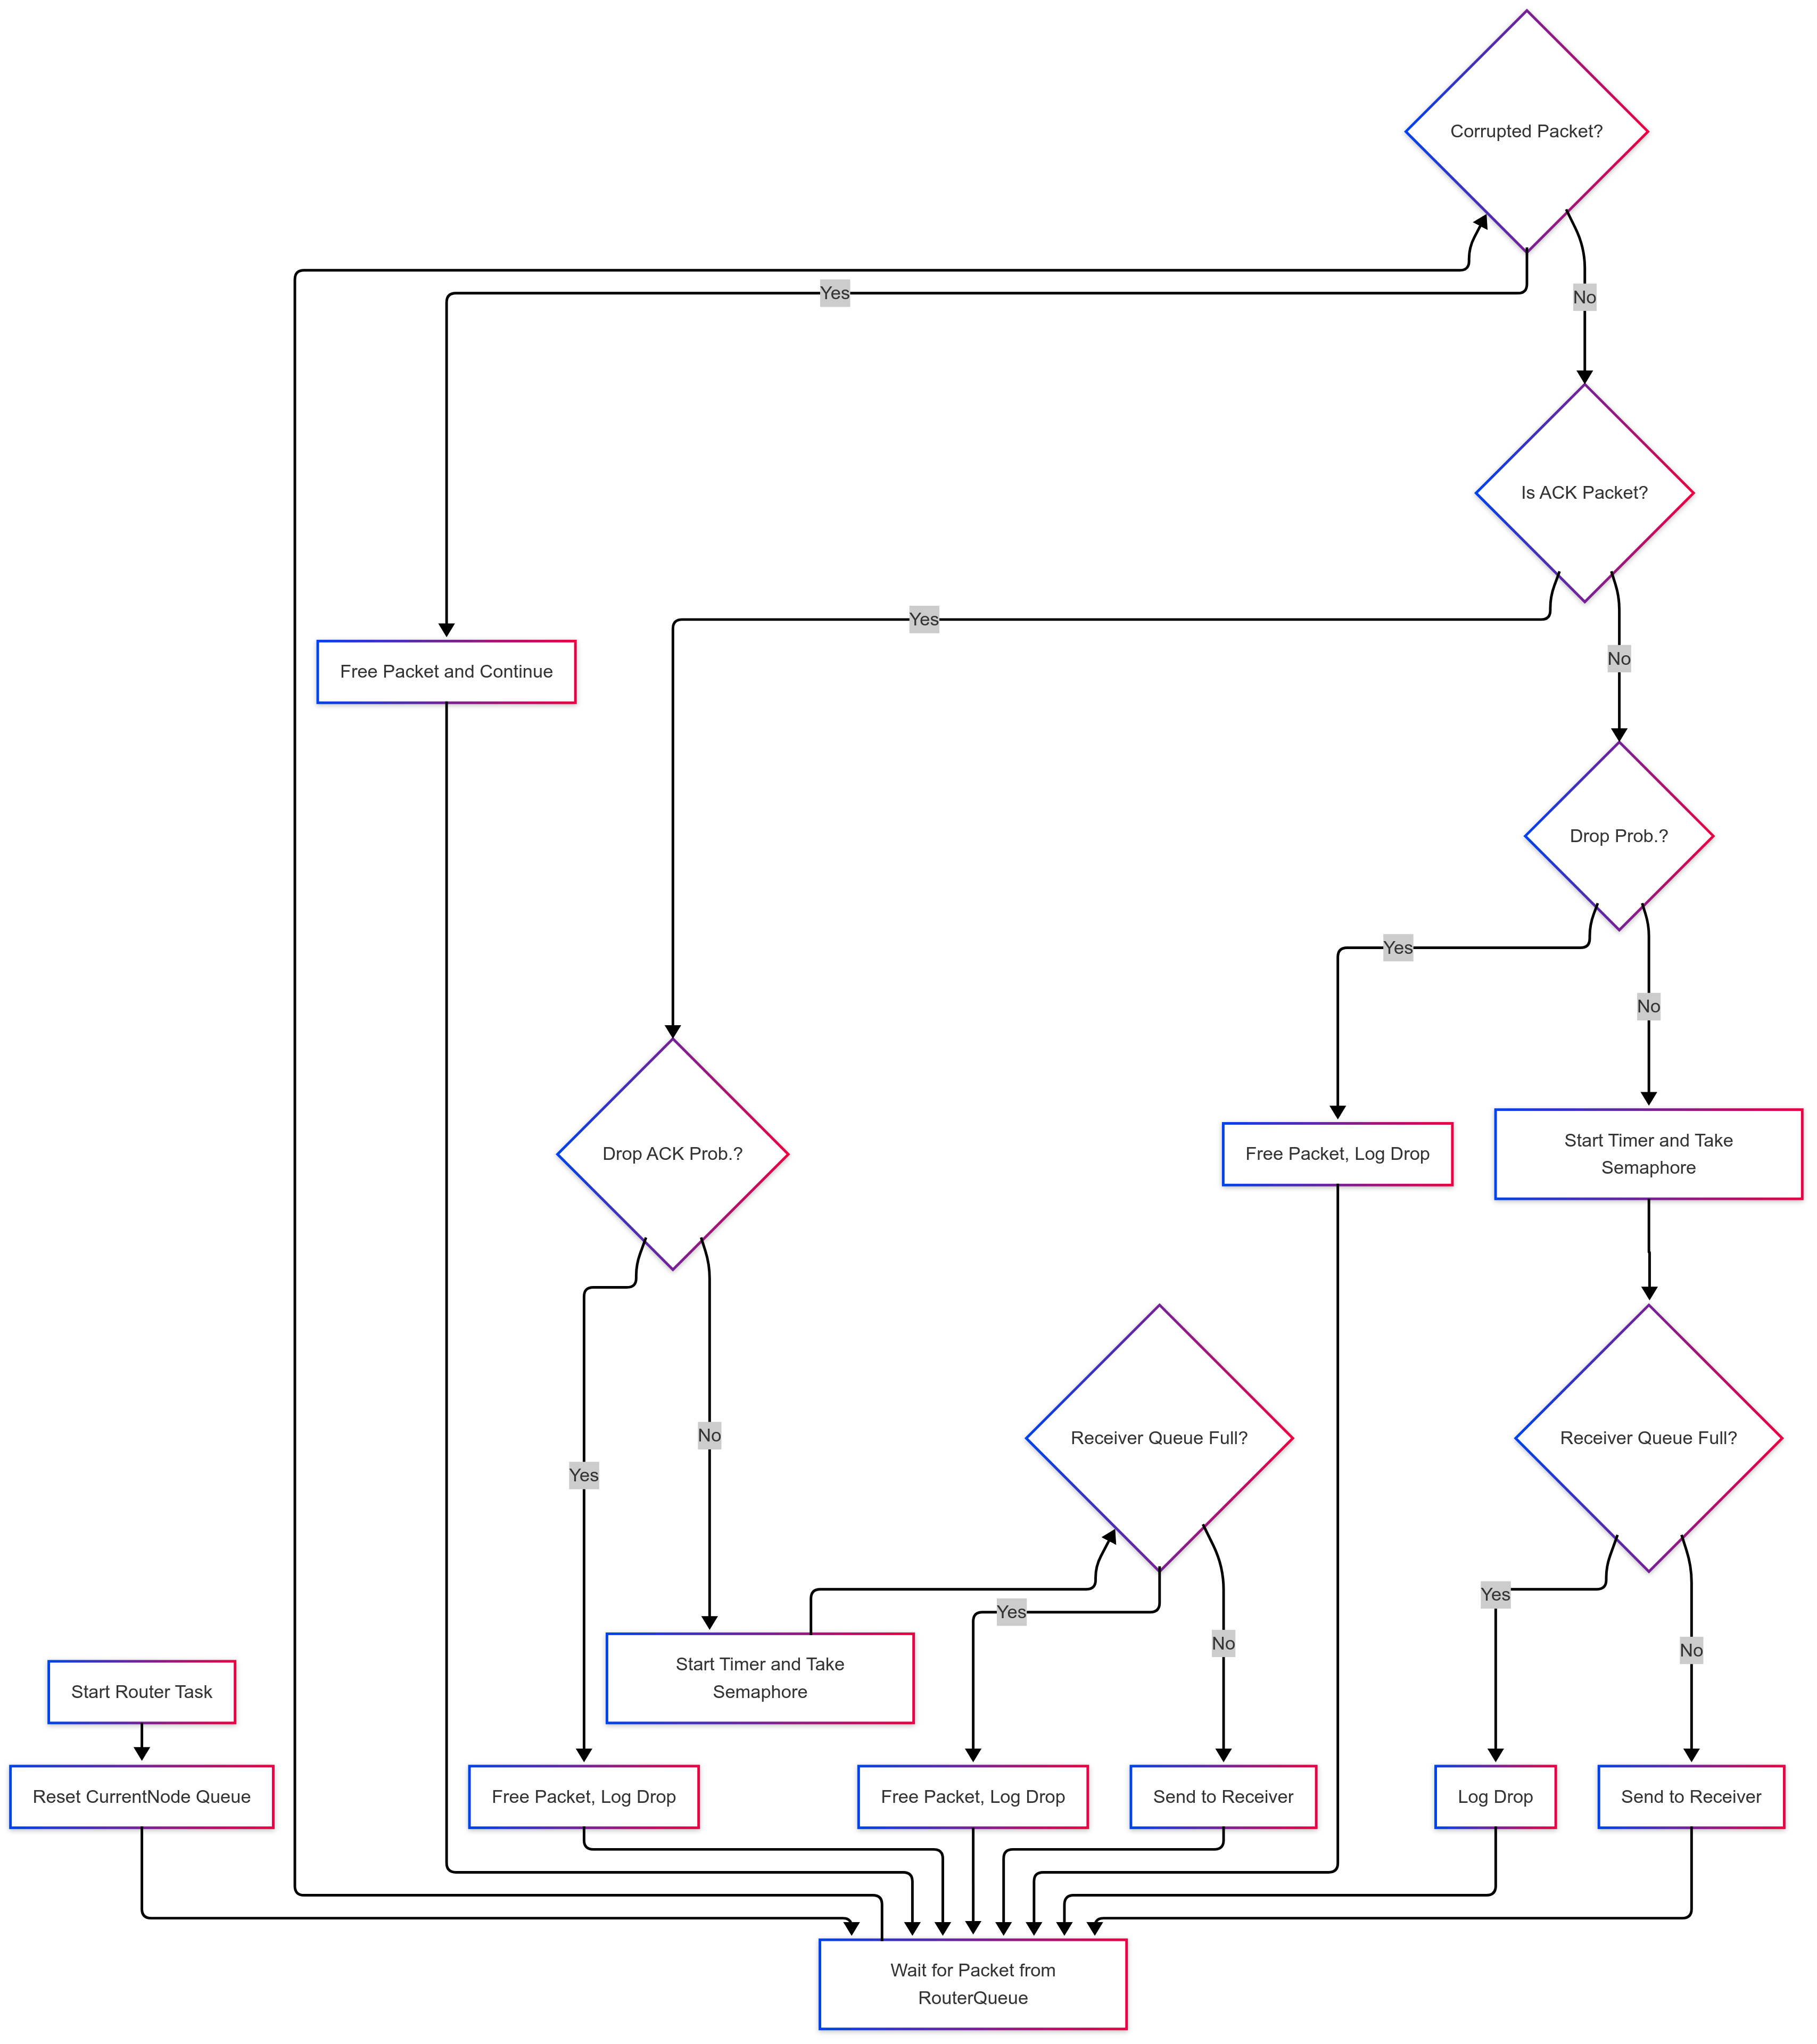 Corrupted Packet?
Yes
No
Is ACK Packet?
Yes
No
Free Packet and Continue
Drop Prob.?
Yes
No
Drop ACK Prob.?
Free Packet, Log Drop
Start Timer and Take
Semaphore
No
Yes
Receiver Queue Full?
Receiver Queue Full?
Yes
No
Yes
No
Start Router Task
Start Timer and Take
Semaphore
Reset CurrentNode Queue
Free Packet, Log Drop
Free Packet, Log Drop
Send to Receiver
Log Drop
Send to Receiver
Wait for Packet from
RouterQueue